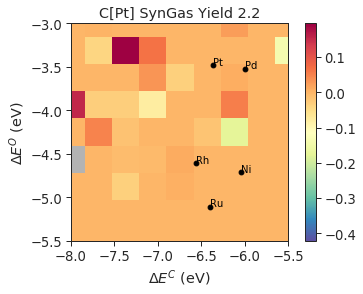 C[Pt] SynGas Yield 2.2
ΔE^O (eV)
−3.0
−3.5
−4.0
−4.5
−5.0
−5.5
Pt
Pd
Rh
Ni
Ru
−8.0 −7.5 −7.0 −6.5 −6.0 −5.5
ΔE^C (eV)
0.1
0.0
−0.1
−0.2
−0.3
−0.4